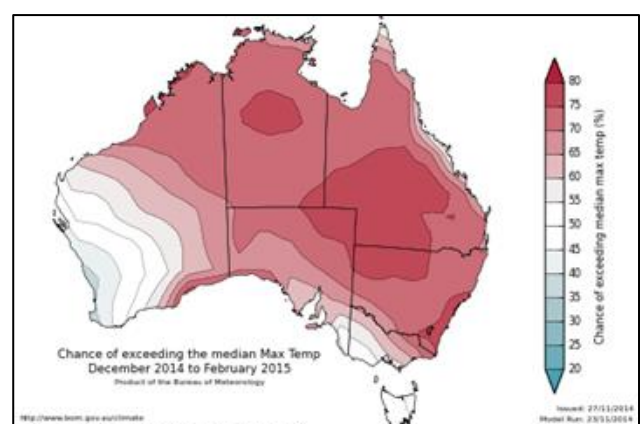 80
75
70
65
60
55
50
45
40
35
30
25
20
Chance of exceeding median max temp (%)
Chance of exceeding the median Max Temp
December 2014 to February 2015
Product of the Bureau of Meteorology
http://www.bom.gov.au/climate
Issued: 27/11/2014
Model Run: 23/11/2014